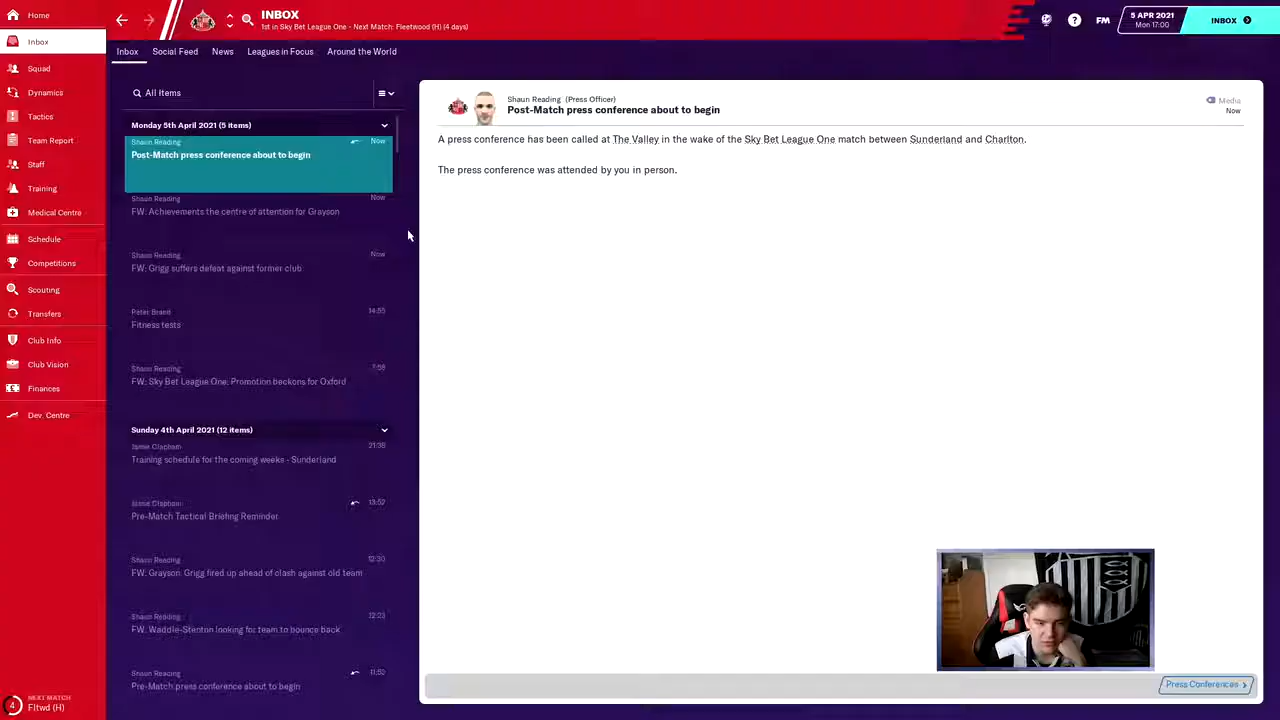 Home
Inbox
Squad
Dynamics
Tactics
Team Report
Staff
Training
Medical Centre
Schedule
Competitions
Scouting
Transfers
Club Info
Club Vision
Finances
Dev. Centre
4
NEXT MATCH
Fltwd (H)
INBOX
1st in Sky Bet League One - Next Match: Fleetwood (H) (4 days)
?
FM
5 APR 2021
Mon 17:00
INBOX
Inbox
Social Feed
News
Leagues in Focus
Around the World
All Items
Monday 5th April 2021 (5 items)
Shaun Reading Now
Post-Match press conference about to begin
Shaun Reading Now
FW: Achievements the centre of attention for Grayson
Shaun Reading Now
FW: Grigg suffers defeat against former club
Peter Brand 14:55
Fitness tests
Shaun Reading 7:58
FW: Sky Bet League One: Promotion beckons for Oxford
Sunday 4th April 2021 (12 items)
Jamie Clapham 21:38
Training schedule for the coming weeks - Sunderland
Jamie Clapham 13:52
Pre-Match Tactical Briefing Reminder
Shaun Reading 12:30
FW: Grayson: Grigg fired up ahead of clash against old team
Shaun Reading 12:23
FW: Waddle-Stenton looking for team to bounce back
Shaun Reading 11:52
Pre-Match press conference about to begin
Shaun Reading (Press Officer)
Post-Match press conference about to begin
Media
Now
A press conference has been called at The Valley in the wake of the Sky Bet League One match between Sunderland and Charlton.
The press conference was attended by you in person.
Press Conferences